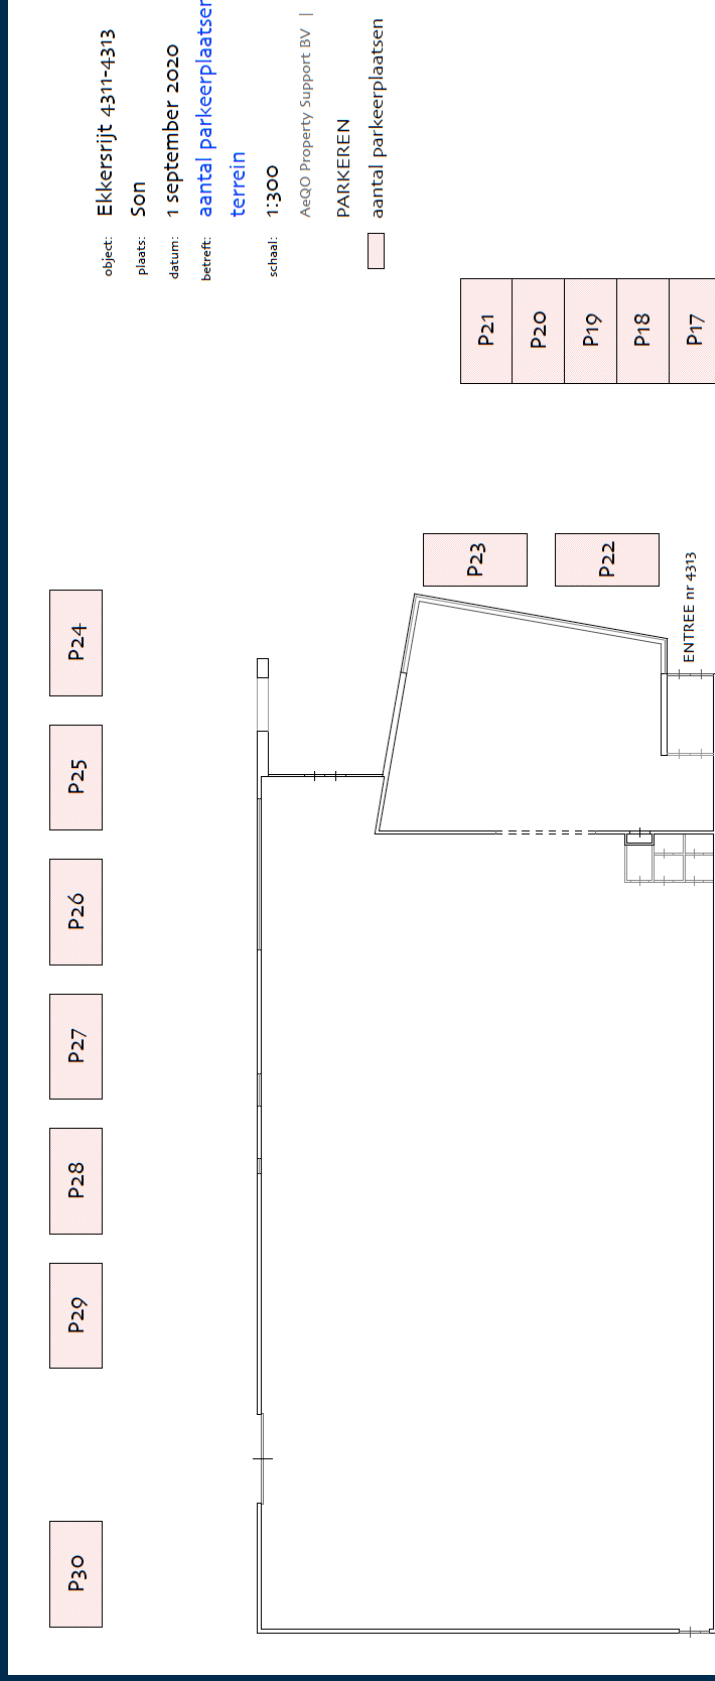 object: Ekkersrijt 4311-4313
plaats: Son
datum: 1 september 2020
betreft: aantal parkeerplaatsen
terrein
schaal: 1:300
AeQO Property Support BV |
PARKEREN
aantal parkeerplaatsen
P21
P20
P19
P18
P17
P23
P22
ENTREE nr 4313
P24
P25
P26
P27
P28
P29
P30